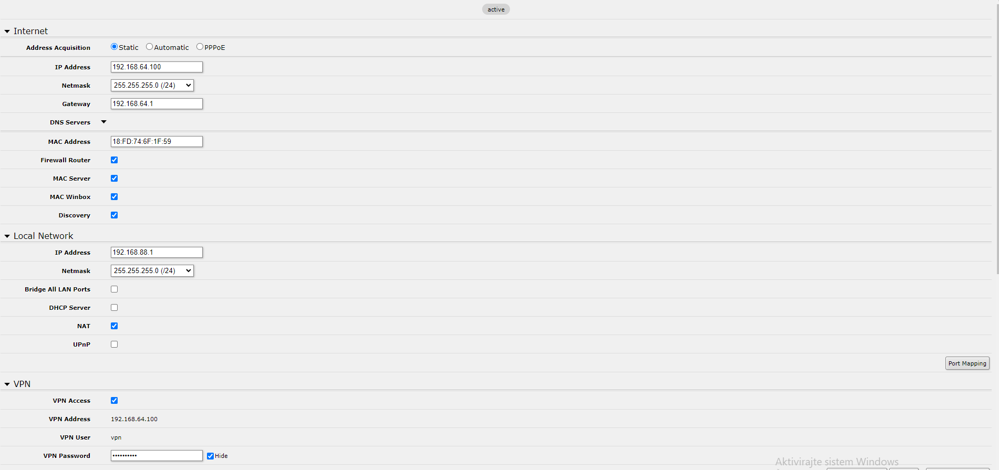 active
Internet
Address Acquisition Static Automatic PPPoE
IP Address 192.168.64.100
Netmask 255.255.255.0 (/24)
Gateway 192.168.64.1
DNS Servers
MAC Address 18:FD:74:6F:1F:59
Firewall Router
MAC Server
MAC Winbox
Discovery
Local Network
IP Address 192.168.88.1
Netmask 255.255.255.0 (/24)
Bridge All LAN Ports
DHCP Server
NAT
UPnP
Port Mapping
VPN
VPN Access
VPN Address 192.168.64.100
VPN User vpn
VPN Password •••••••••• Hide
Aktivirajte sistem Windows